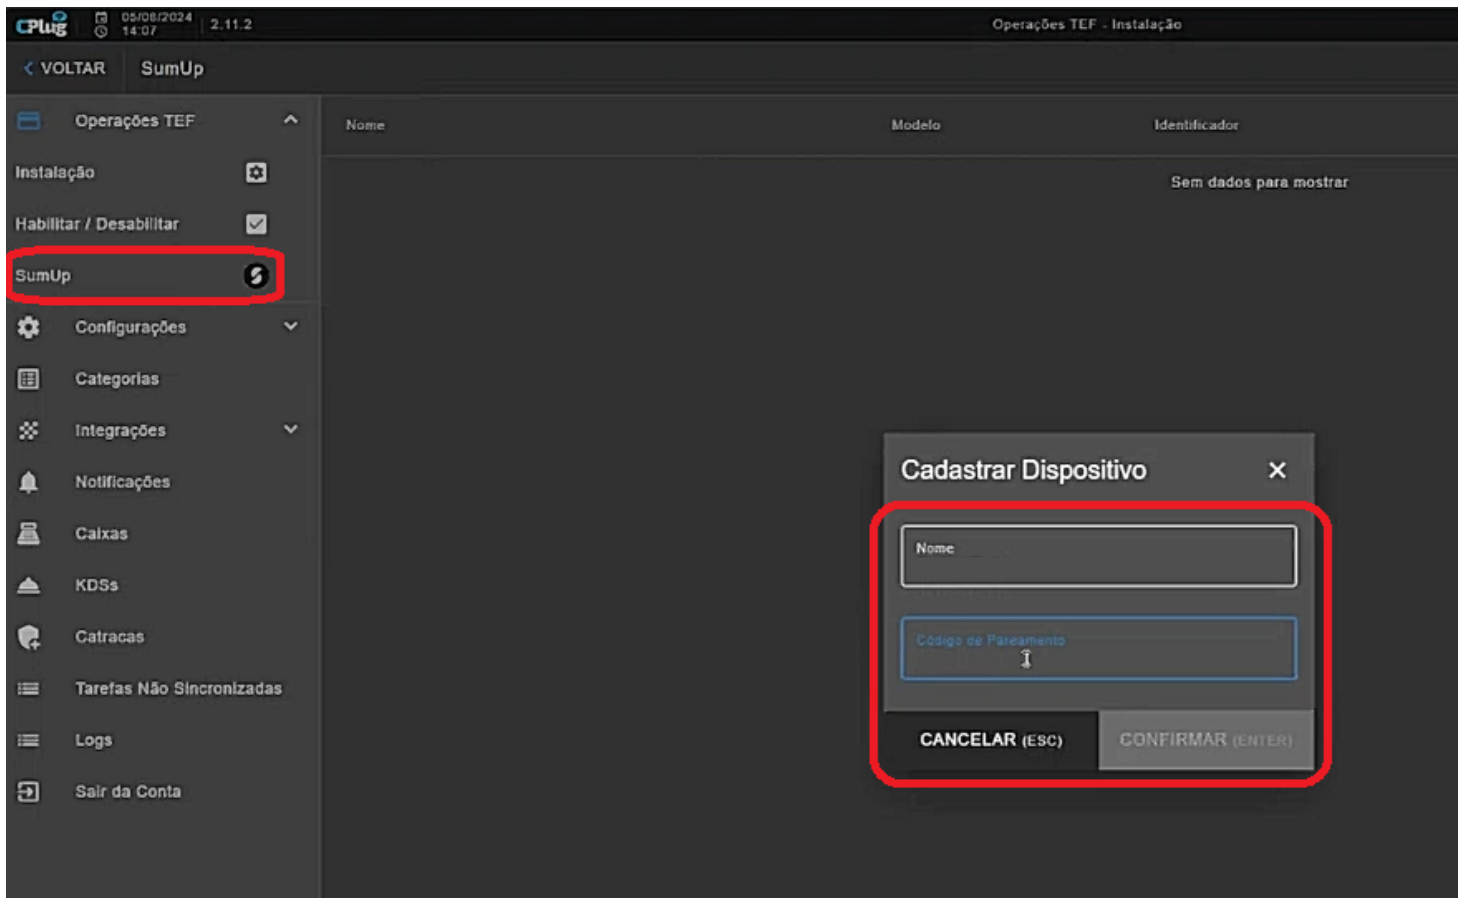 CPlug 05/08/2024 14:07 2.11.2 Operações TEF - Instalação
VOLTAR SumUp
Operações TEF
Nome Modelo Identificador
Instalação
Sem dados para mostrar
Habilitar / Desabilitar
SumUp
Configurações
Categorias
Integrações
Notificações
Caixas
KDSs
Catracas
Tarefas Não Sincronizadas
Logs
Sair da Conta
Cadastrar Dispositivo
Nome
Código de Pareamento
CANCELAR (ESC) CONFIRMAR (ENTER)